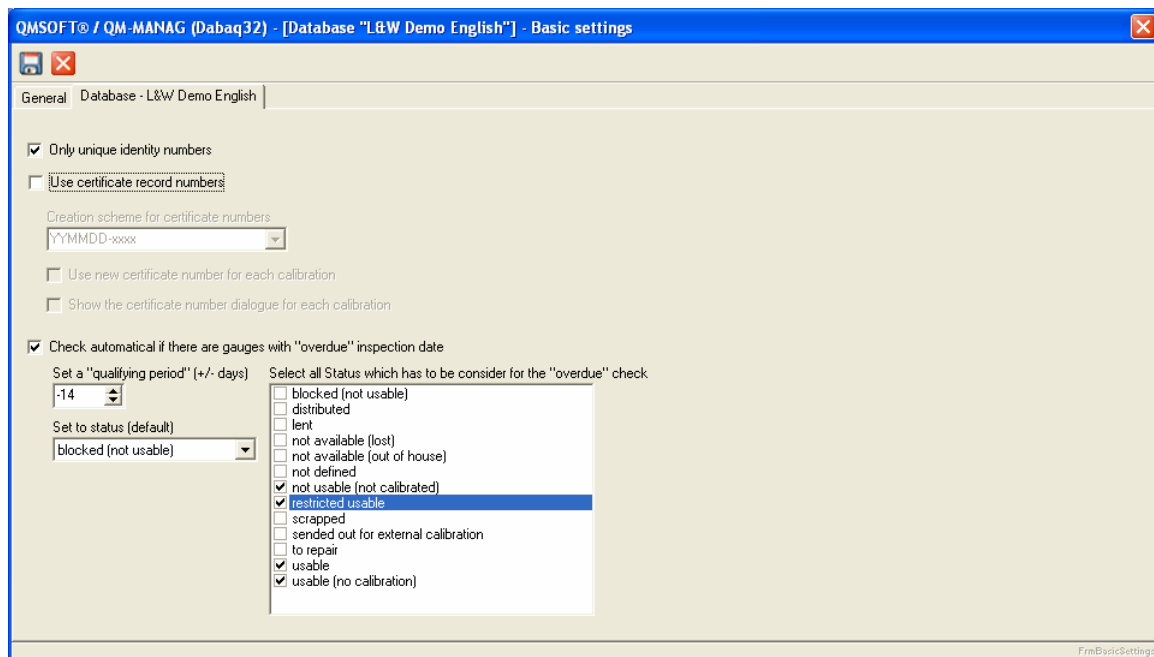 QMSOFT® / QM-MANAG (Dabaq32) - [Database "L&W Demo English"] - Basic settings
General Database - L&W Demo English
Only unique identity numbers
Use certificate record numbers
Creation scheme for certificate numbers
YYMMDD-xxxx
Use new certificate number for each calibration
Show the certificate number dialogue for each calibration
Check automatical if there are gauges with "overdue" inspection date
Set a "qualifying period" (+/- days)
-14
Set to status (default)
blocked (not usable)
Select all Status which has to be consider for the "overdue" check
blocked (not usable)
distributed
lent
not available (lost)
not available (out of house)
not defined
not usable (not calibrated)
restricted usable
scrapped
sended out for external calibration
to repair
usable
usable (no calibration)
FrmBasicSettings